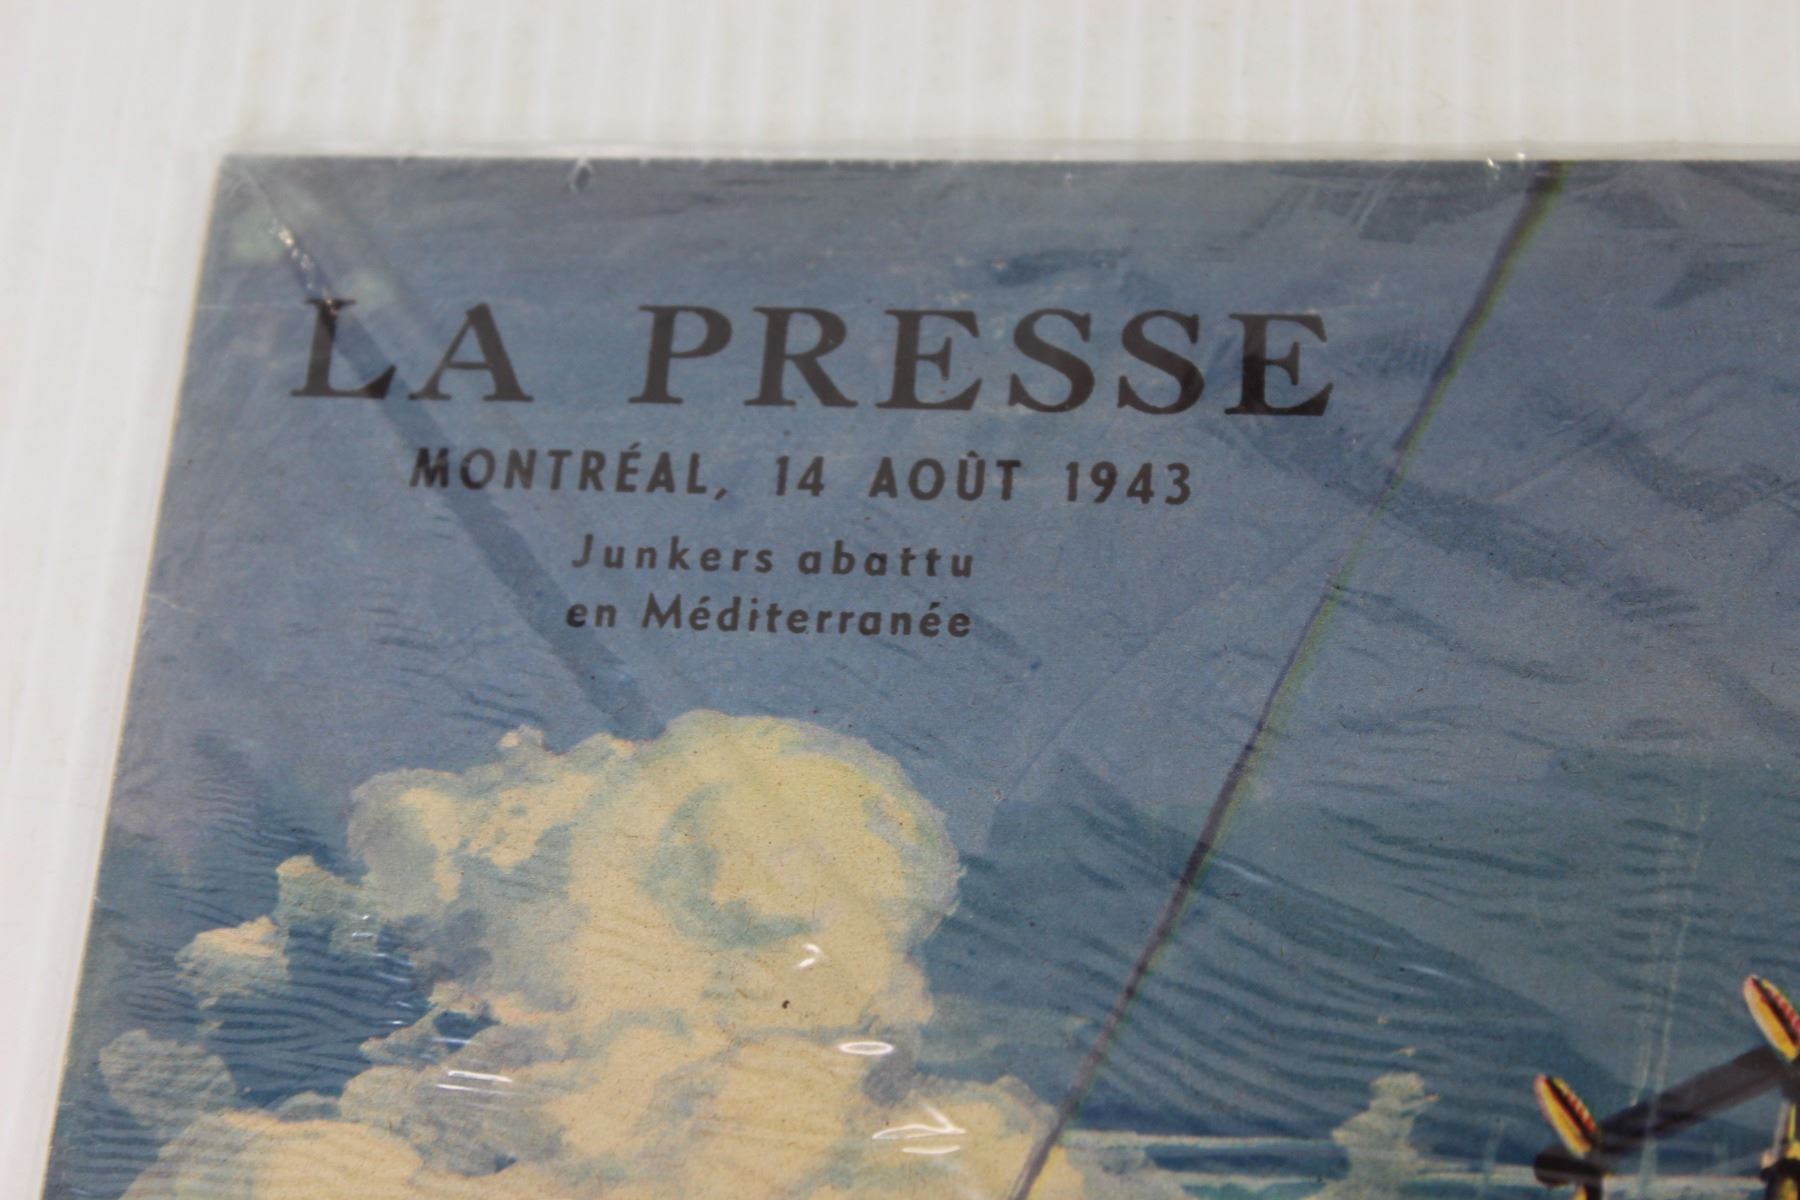 LA PRESSE
MONTRÉAL, 14 AOÛT 1943
Junkers abattu
en Méditerranée